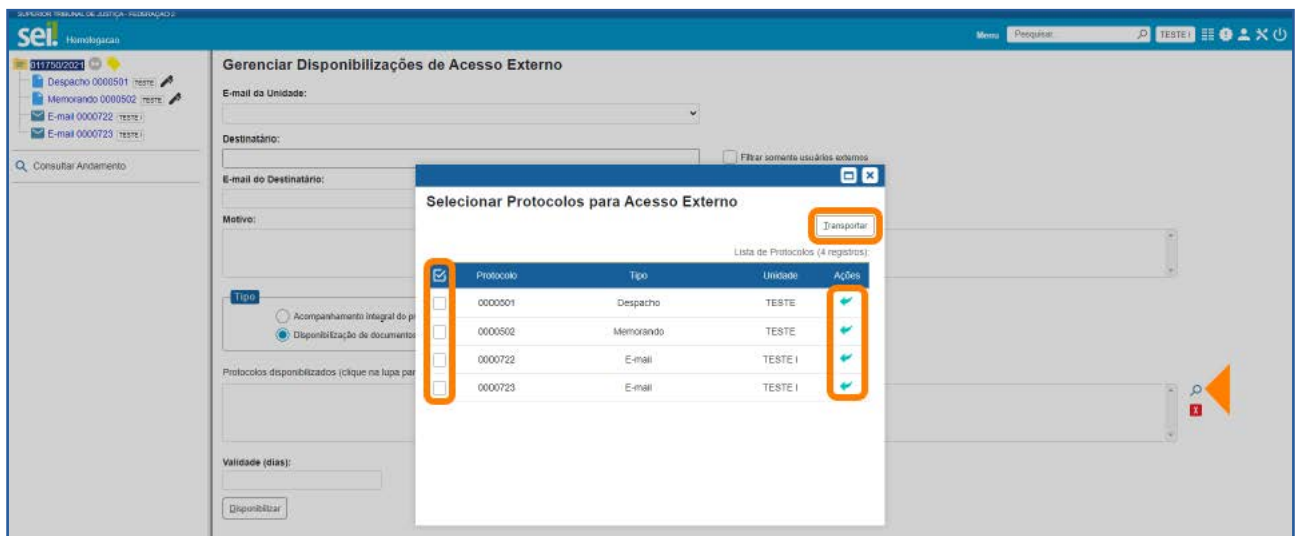 SUPERIOR TRIBUNAL DE JUSTIÇA - FEDERAÇÃO 2
sei. Homologacao
Menu Pesquisar TESTE I
011750/2021
Despacho 0000501 TESTE
Memorando 0000502 TESTE
E-mail 0000722 TESTE I
E-mail 0000723 TESTE I
Consultar Andamento
Gerenciar Disponibilizações de Acesso Externo
E-mail da Unidade:
Destinatário:
Filtrar somente usuários externos
E-mail do Destinatário:
Motivo:
Tipo
Acompanhamento integral do
Disponibilização de documentos
Protocolos disponibilizados (clique na lupa
Validade (dias):
Disponibilizar
Selecionar Protocolos para Acesso Externo
Transportar
Lista de Protocolos (4 registros):
Protocolo Tipo Unidade Ações
0000501 Despacho TESTE
0000502 Memorando TESTE
0000722 E-mail TESTE I
0000723 E-mail TESTE I